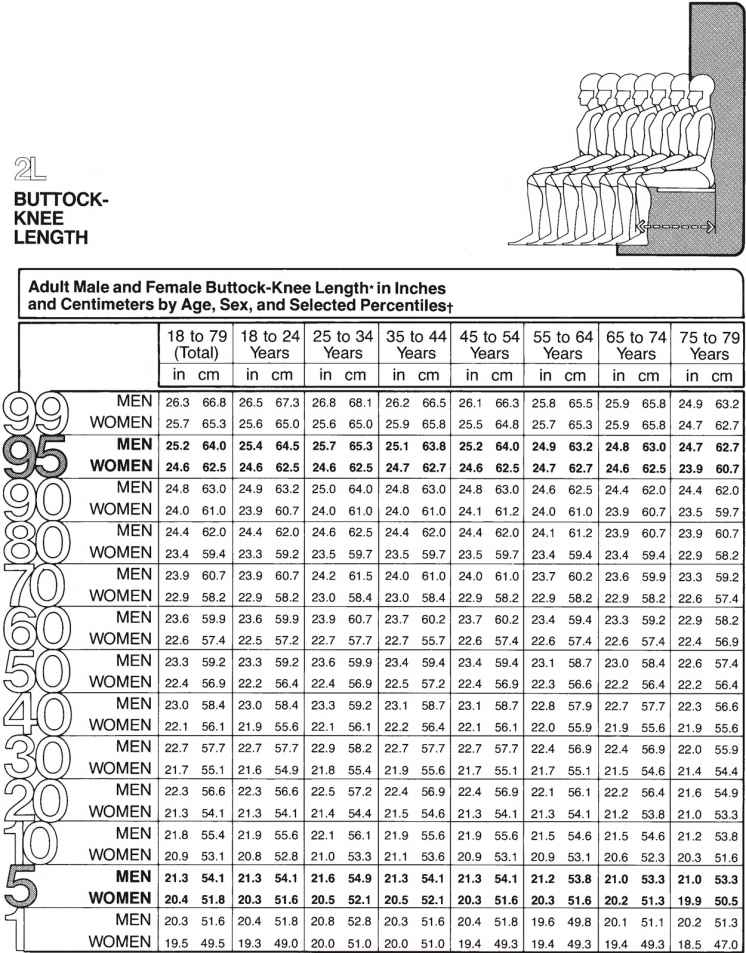 2L
BUTTOCK-
KNEE
LENGTH
Adult Male and Female Buttock-Knee Length* in Inches
and Centimeters by Age, Sex, and Selected Percentiles†
18 to 79 18 to 24 25 to 34 35 to 44 45 to 54 55 to 64 65 to 74 75 to 79
(Total) Years Years Years Years Years Years Years
in cm in cm in cm in cm in cm in cm in cm in cm
99 MEN 26.3 66.8 26.5 67.3 26.8 68.1 26.2 66.5 26.1 66.3 25.8 65.5 25.9 65.8 24.9 63.2
WOMEN 25.7 65.3 25.6 65.0 25.6 65.0 25.9 65.8 25.5 64.8 25.7 65.3 25.9 65.8 24.7 62.7
95 MEN 25.2 64.0 25.4 64.5 25.7 65.3 25.1 63.8 25.2 64.0 24.9 63.2 24.8 63.0 24.7 62.7
WOMEN 24.6 62.5 24.6 62.5 24.6 62.5 24.7 62.7 24.6 62.5 24.7 62.7 24.6 62.5 23.9 60.7
90 MEN 24.8 63.0 24.9 63.2 25.0 64.0 24.8 63.0 24.8 63.0 24.6 62.5 24.4 62.0 24.4 62.0
WOMEN 24.0 61.0 23.9 60.7 24.0 61.0 24.0 61.0 24.1 61.2 24.0 61.0 23.9 60.7 23.5 59.7
80 MEN 24.4 62.0 24.4 62.0 24.6 62.5 24.4 62.0 24.4 62.0 24.1 61.2 23.9 60.7 23.9 60.7
WOMEN 23.4 59.4 23.3 59.2 23.5 59.7 23.5 59.7 23.5 59.7 23.4 59.4 23.4 59.4 22.9 58.2
70 MEN 23.9 60.7 23.9 60.7 24.2 61.5 24.0 61.0 24.0 61.0 23.7 60.2 23.6 59.9 23.3 59.2
WOMEN 22.9 58.2 22.9 58.2 23.0 58.4 23.0 58.4 22.9 58.2 22.9 58.2 22.9 58.2 22.6 57.4
60 MEN 23.6 59.9 23.6 59.9 23.9 60.7 23.7 60.2 23.7 60.2 23.4 59.4 23.3 59.2 22.9 58.2
WOMEN 22.6 57.4 22.5 57.2 22.7 57.7 22.7 55.7 22.6 57.4 22.6 57.4 22.6 57.4 22.4 56.9
50 MEN 23.3 59.2 23.3 59.2 23.6 59.9 23.4 59.4 23.4 59.4 23.1 58.7 23.0 58.4 22.6 57.4
WOMEN 22.4 56.9 22.2 56.4 22.4 56.9 22.5 57.2 22.4 56.9 22.3 56.6 22.2 56.4 22.2 56.4
40 MEN 23.0 58.4 23.0 58.4 23.3 59.2 23.1 58.7 23.1 58.7 22.8 57.9 22.7 57.7 22.3 56.6
WOMEN 22.1 56.1 21.9 55.6 22.1 56.1 22.2 56.4 22.1 56.1 22.0 55.9 21.9 55.6 21.9 55.6
30 MEN 22.7 57.7 22.7 57.7 22.9 58.2 22.7 57.7 22.7 57.7 22.4 56.9 22.4 56.9 22.0 55.9
WOMEN 21.7 55.1 21.6 54.9 21.8 55.4 21.9 55.6 21.7 55.1 21.7 55.1 21.5 54.6 21.4 54.4
20 MEN 22.3 56.6 22.3 56.6 22.5 57.2 22.4 56.9 22.4 56.9 22.1 56.1 22.2 56.4 21.6 54.9
WOMEN 21.3 54.1 21.3 54.1 21.4 54.4 21.5 54.6 21.3 54.1 21.3 54.1 21.2 53.8 21.0 53.3
10 MEN 21.8 55.4 21.9 55.6 22.1 56.1 21.9 55.6 21.9 55.6 21.5 54.6 21.5 54.6 21.2 53.8
WOMEN 20.9 53.1 20.8 52.8 21.0 53.3 21.1 53.6 20.9 53.1 20.9 53.1 20.6 52.3 20.3 51.6
5 MEN 21.3 54.1 21.3 54.1 21.6 54.9 21.3 54.1 21.3 54.1 21.2 53.8 21.0 53.3 21.0 53.3
WOMEN 20.4 51.8 20.3 51.6 20.5 52.1 20.5 52.1 20.3 51.6 20.3 51.6 20.2 51.3 19.9 50.5
1 MEN 20.3 51.6 20.4 51.8 20.8 52.8 20.3 51.6 20.4 51.8 19.6 49.8 20.1 51.1 20.2 51.3
WOMEN 19.5 49.5 19.3 49.0 20.0 51.0 20.0 51.0 19.4 49.3 19.4 49.3 19.4 49.3 18.5 47.0